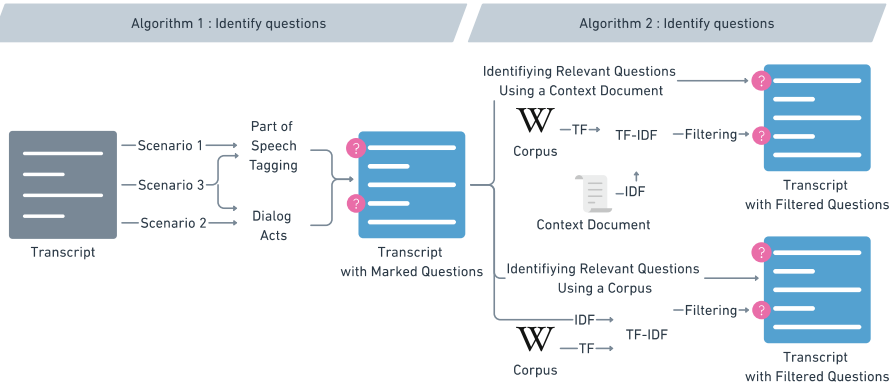 Algorithm 1 : Identify questions
Algorithm 2 : Identify questions
Scenario 1
Scenario 3
Scenario 2
Transcript
Part of
Speech
Tagging
Dialog
Acts
?
?
Transcript
with Marked Questions
Identifiying Relevant Questions
Using a Context Document
W
Corpus
TF
TF-IDF
Filtering
IDF
Context Document
?
?
Transcript
with Filtered Questions
Identifiying Relevant Questions
Using a Corpus
IDF
W
Corpus
TF
TF-IDF
Filtering
?
?
Transcript
with Filtered Questions